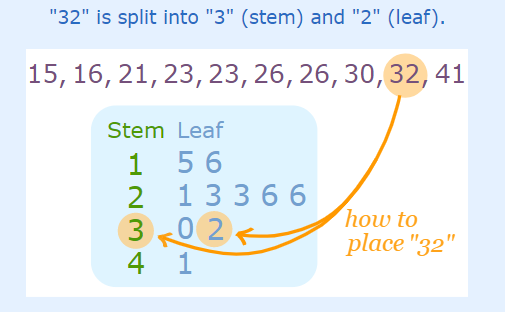 "32" is split into "3" (stem) and "2" (leaf).
15, 16, 21, 23, 23, 26, 26, 30, 32, 41
Stem Leaf
1 5 6
2 1 3 3 6 6
3 0 2
4 1
how to
place "32"